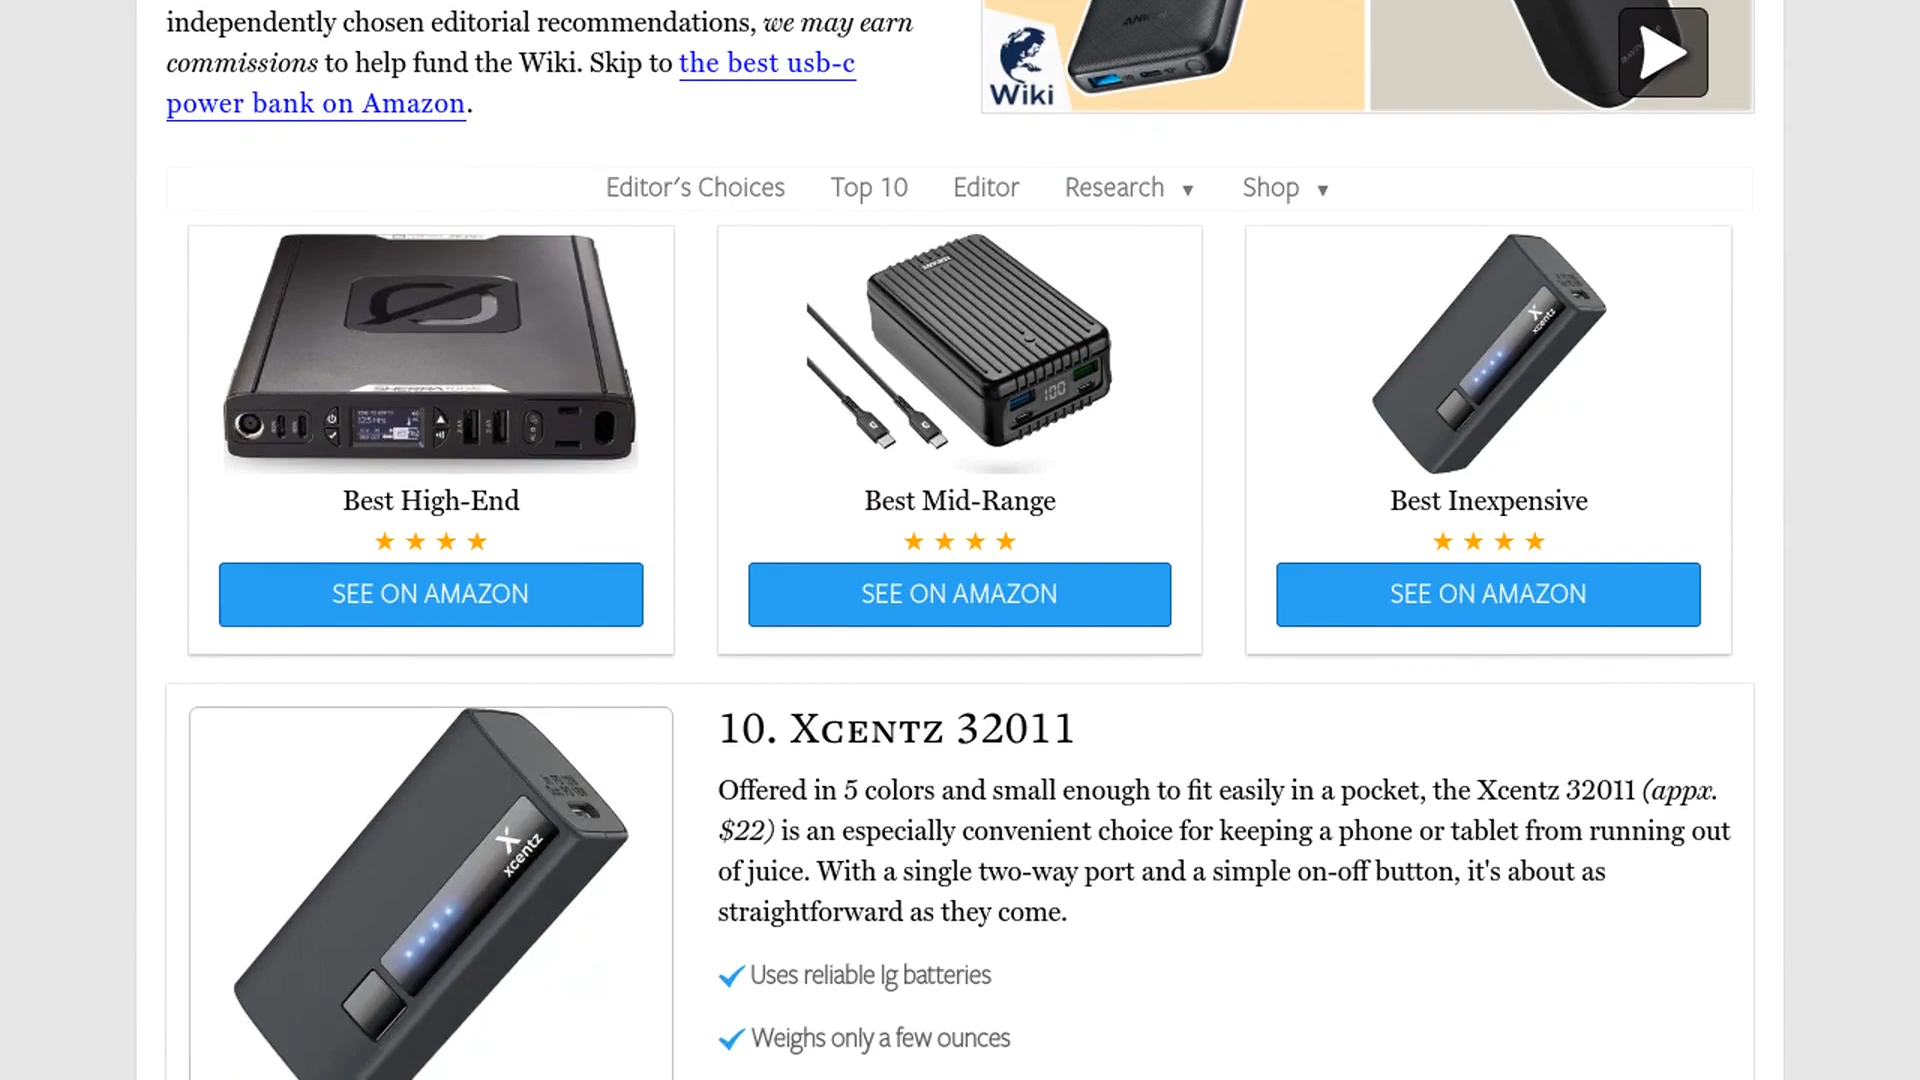 independently chosen editorial recommendations, we may earn
commissions to help fund the Wiki. Skip to the best usb-c
power bank on Amazon.
ANKER
Wiki
Editor's Choices Top 10 Editor Research ▼ Shop ▼
100
X
xcentz
Best High-End
Best Mid-Range
Best Inexpensive
★ ★ ★ ★
★ ★ ★ ★
★ ★ ★ ★
SEE ON AMAZON
SEE ON AMAZON
SEE ON AMAZON
X
xcentz
10. Xcentz 32011
Offered in 5 colors and small enough to fit easily in a pocket, the Xcentz 32011 (appx.
$22) is an especially convenient choice for keeping a phone or tablet from running out
of juice. With a single two-way port and a simple on-off button, it's about as
straightforward as they come.
Uses reliable lg batteries
Weighs only a few ounces